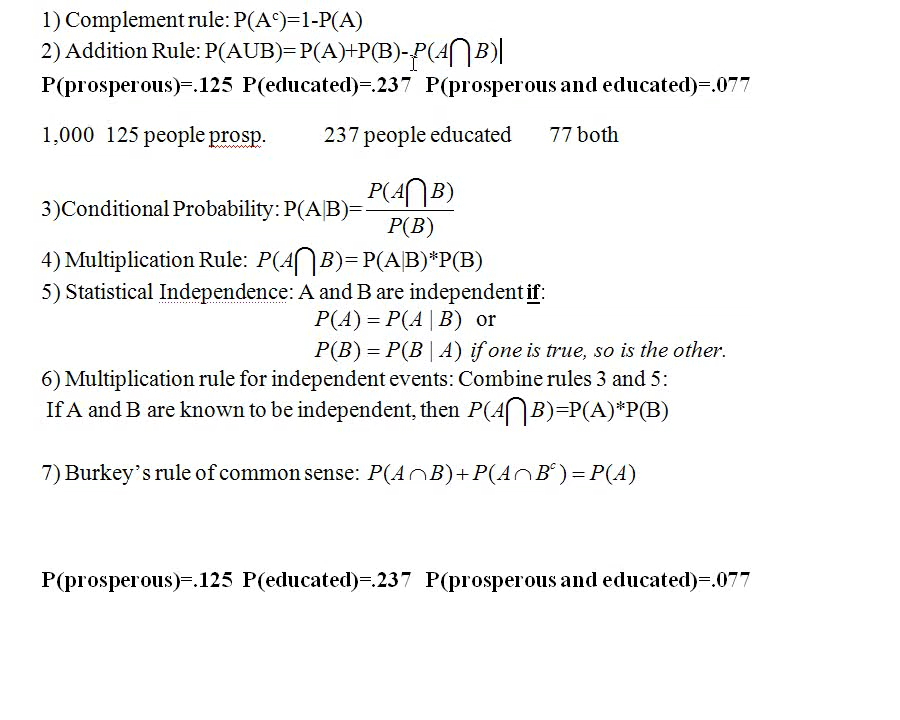 1) Complement rule: P(Aᶜ)=1-P(A)
2) Addition Rule: P(AUB)= P(A)+P(B)-P(A⋂B)
P(prosperous)=.125 P(educated)=.237 P(prosperous and educated)=.077
1,000 125 people prosp. 237 people educated 77 both
3)Conditional Probability: P(A|B)= P(A⋂B) / P(B)
4) Multiplication Rule: P(A⋂B)= P(A|B)*P(B)
5) Statistical Independence: A and B are independent if:
P(A) = P(A | B) or
P(B) = P(B | A) if one is true, so is the other.
6) Multiplication rule for independent events: Combine rules 3 and 5:
If A and B are known to be independent, then P(A⋂B)=P(A)*P(B)
7) Burkey's rule of common sense: P(A∩B)+P(A∩Bᶜ)=P(A)
P(prosperous)=.125 P(educated)=.237 P(prosperous and educated)=.077